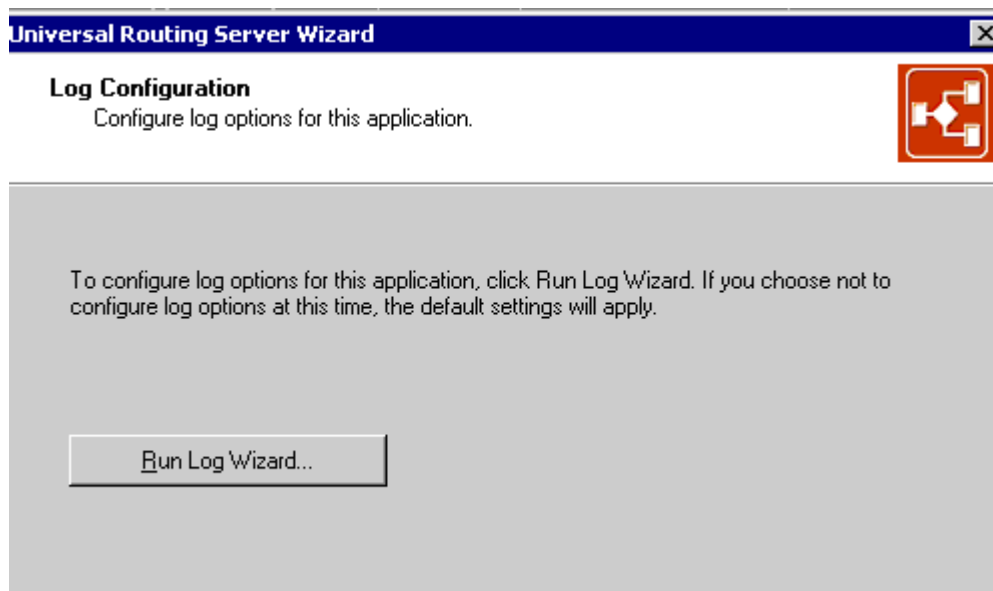 Universal Routing Server Wizard
Log Configuration
Configure log options for this application.
To configure log options for this application, click Run Log Wizard. If you choose not to
configure log options at this time, the default settings will apply.
Run Log Wizard...